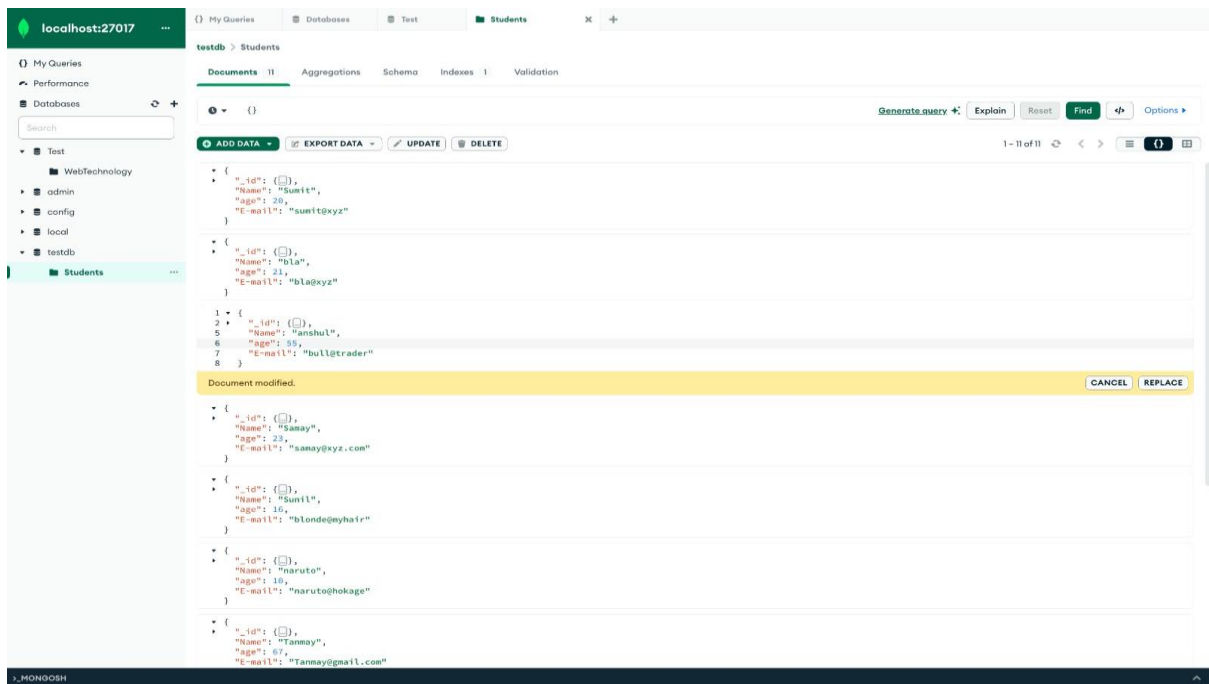 localhost:27017 ...
{} My Queries Databases Test Students × +
testdb > Students
{} My Queries
Performance
Databases
Search
Test
WebTechnology
admin
config
local
testdb
Students ...
Documents 11 Aggregations Schema Indexes 1 Validation
{} Generate query Explain Reset Find </> Options
ADD DATA EXPORT DATA UPDATE DELETE 1 – 11 of 11 < > {}
{
"_id": {...},
"Name": "Sumit",
"age": 20,
"E-mail": "sumit@xyz"
}
{
"_id": {...},
"Name": "bla",
"age": 21,
"E-mail": "bla@xyz"
}
1 {
2 "_id": {...},
5 "Name": "anshul",
6 "age": 55,
7 "E-mail": "bull@trader"
8 }
Document modified. CANCEL REPLACE
{
"_id": {...},
"Name": "Samay",
"age": 23,
"E-mail": "samay@xyz.com"
}
{
"_id": {...},
"Name": "Sunil",
"age": 16,
"E-mail": "blonde@myhair"
}
{
"_id": {...},
"Name": "naruto",
"age": 18,
"E-mail": "naruto@hokage"
}
{
"_id": {...},
"Name": "Tanmay",
"age": 67,
"E-mail": "Tanmay@gmail.com"
>_MONGOSH